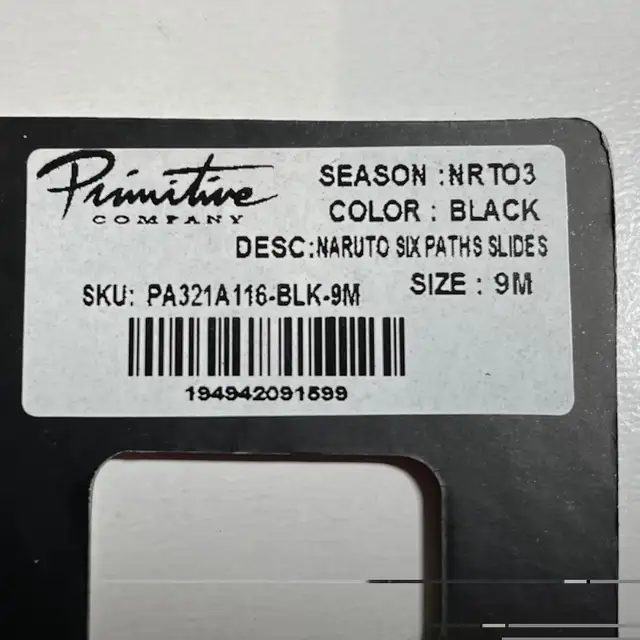 Primitive
COMPANY
SEASON :NRTO3
COLOR : BLACK
DESC:NARUTO SIX PATHS SLIDES
SKU: PA321A116-BLK-9M
SIZE : 9M
194942091599